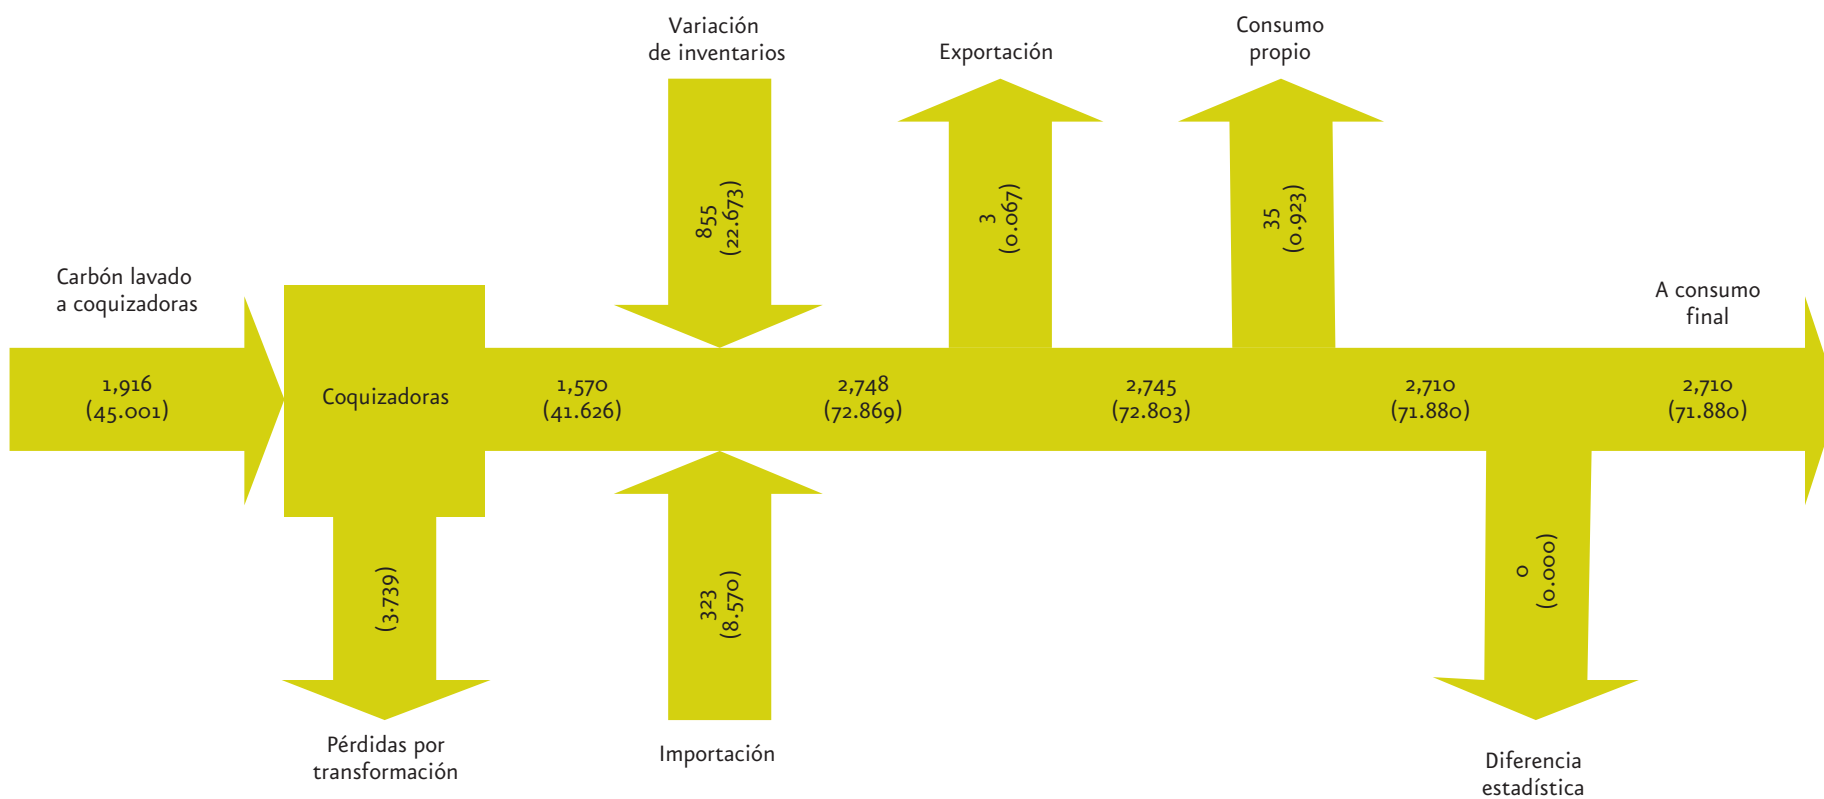 Variación
de inventarios
Exportación
Consumo
propio
855
(22.673)
3
(0.067)
35
(0.923)
Carbón lavado
a coquizadoras
A consumo
final
1,916
(45.001)
Coquizadoras
1,570
(41.626)
2,748
(72.869)
2,745
(72.803)
2,710
(71.880)
2,710
(71.880)
(3.739)
323
(8.570)
0
(0.000)
Pérdidas por
transformación
Importación
Diferencia
estadística